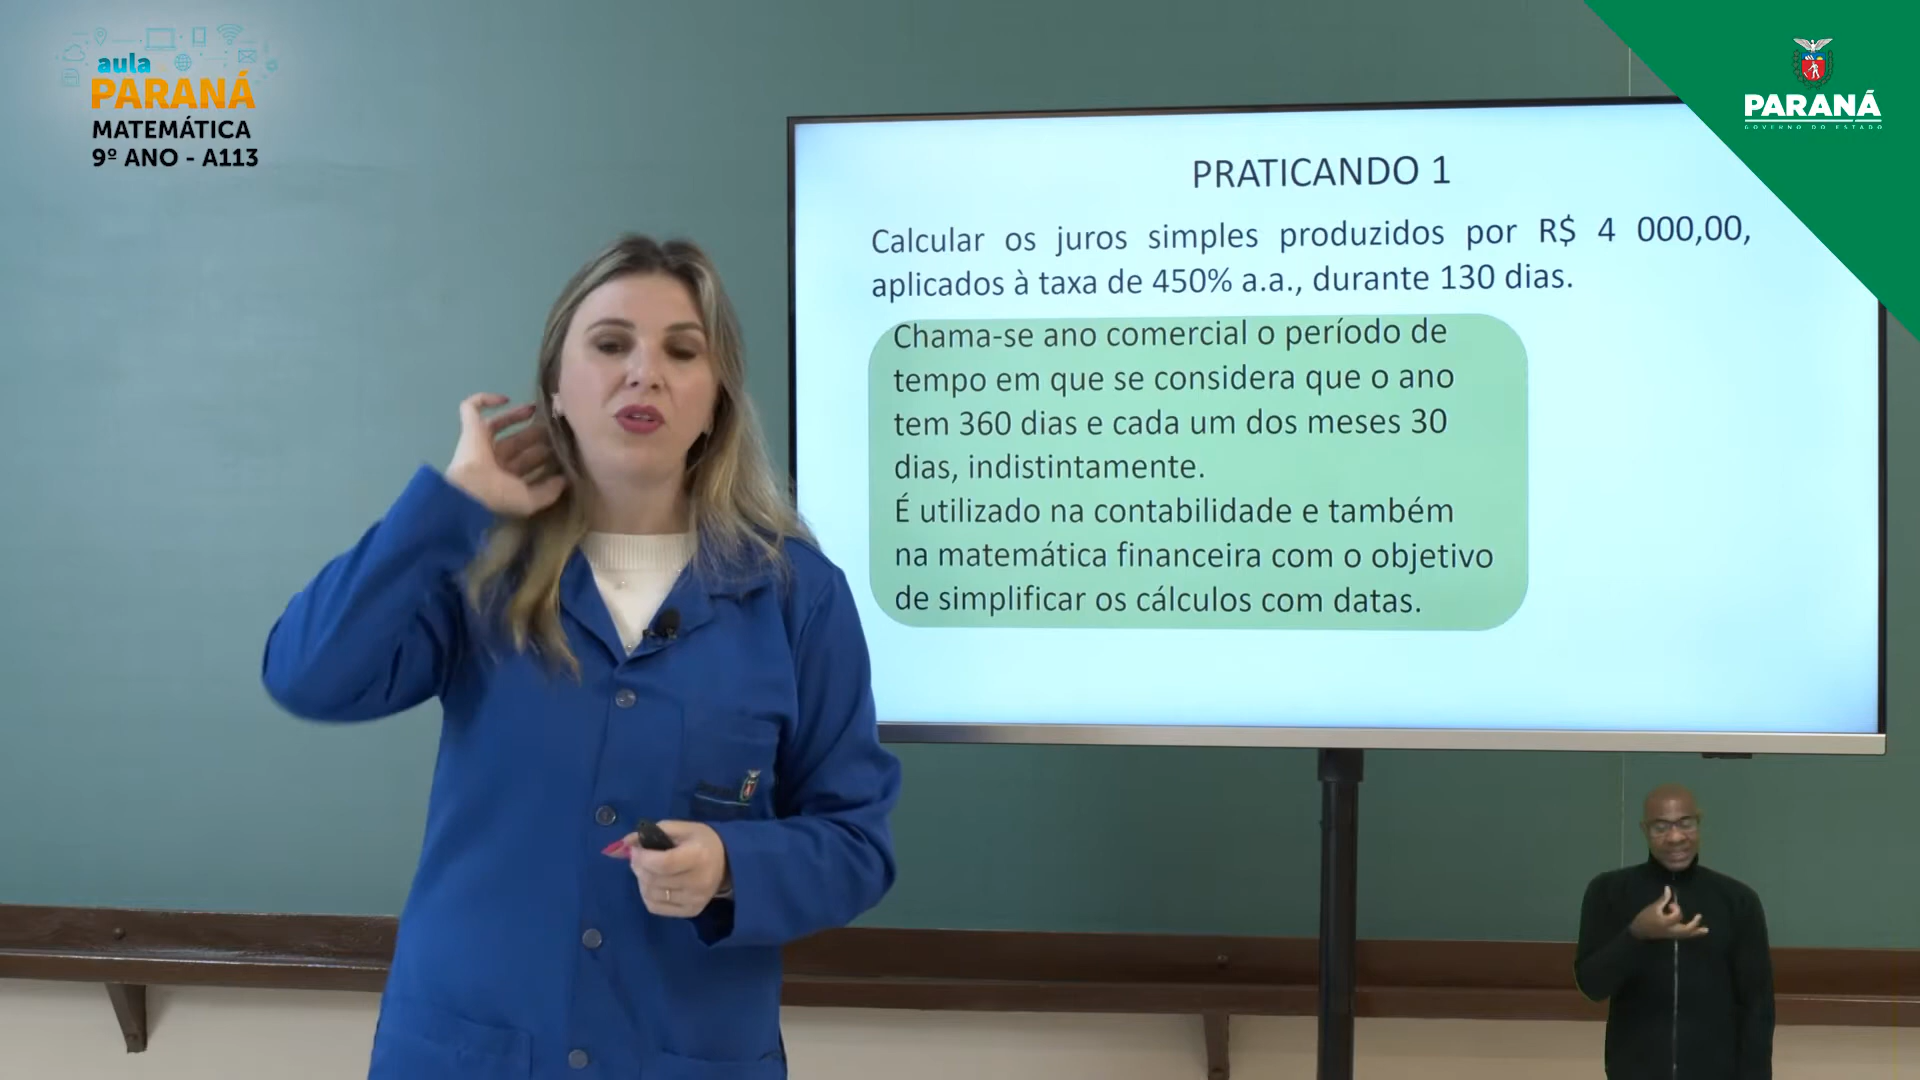 aula
PARANÁ
MATEMÁTICA
9º ANO - A113
PARANÁ
GOVERNO DO ESTADO
PRATICANDO 1
Calcular os juros simples produzidos por R$ 4 000,00,
aplicados à taxa de 450% a.a., durante 130 dias.
Chama-se ano comercial o período de
tempo em que se considera que o ano
tem 360 dias e cada um dos meses 30
dias, indistintamente.
É utilizado na contabilidade e também
na matemática financeira com o objetivo
de simplificar os cálculos com datas.